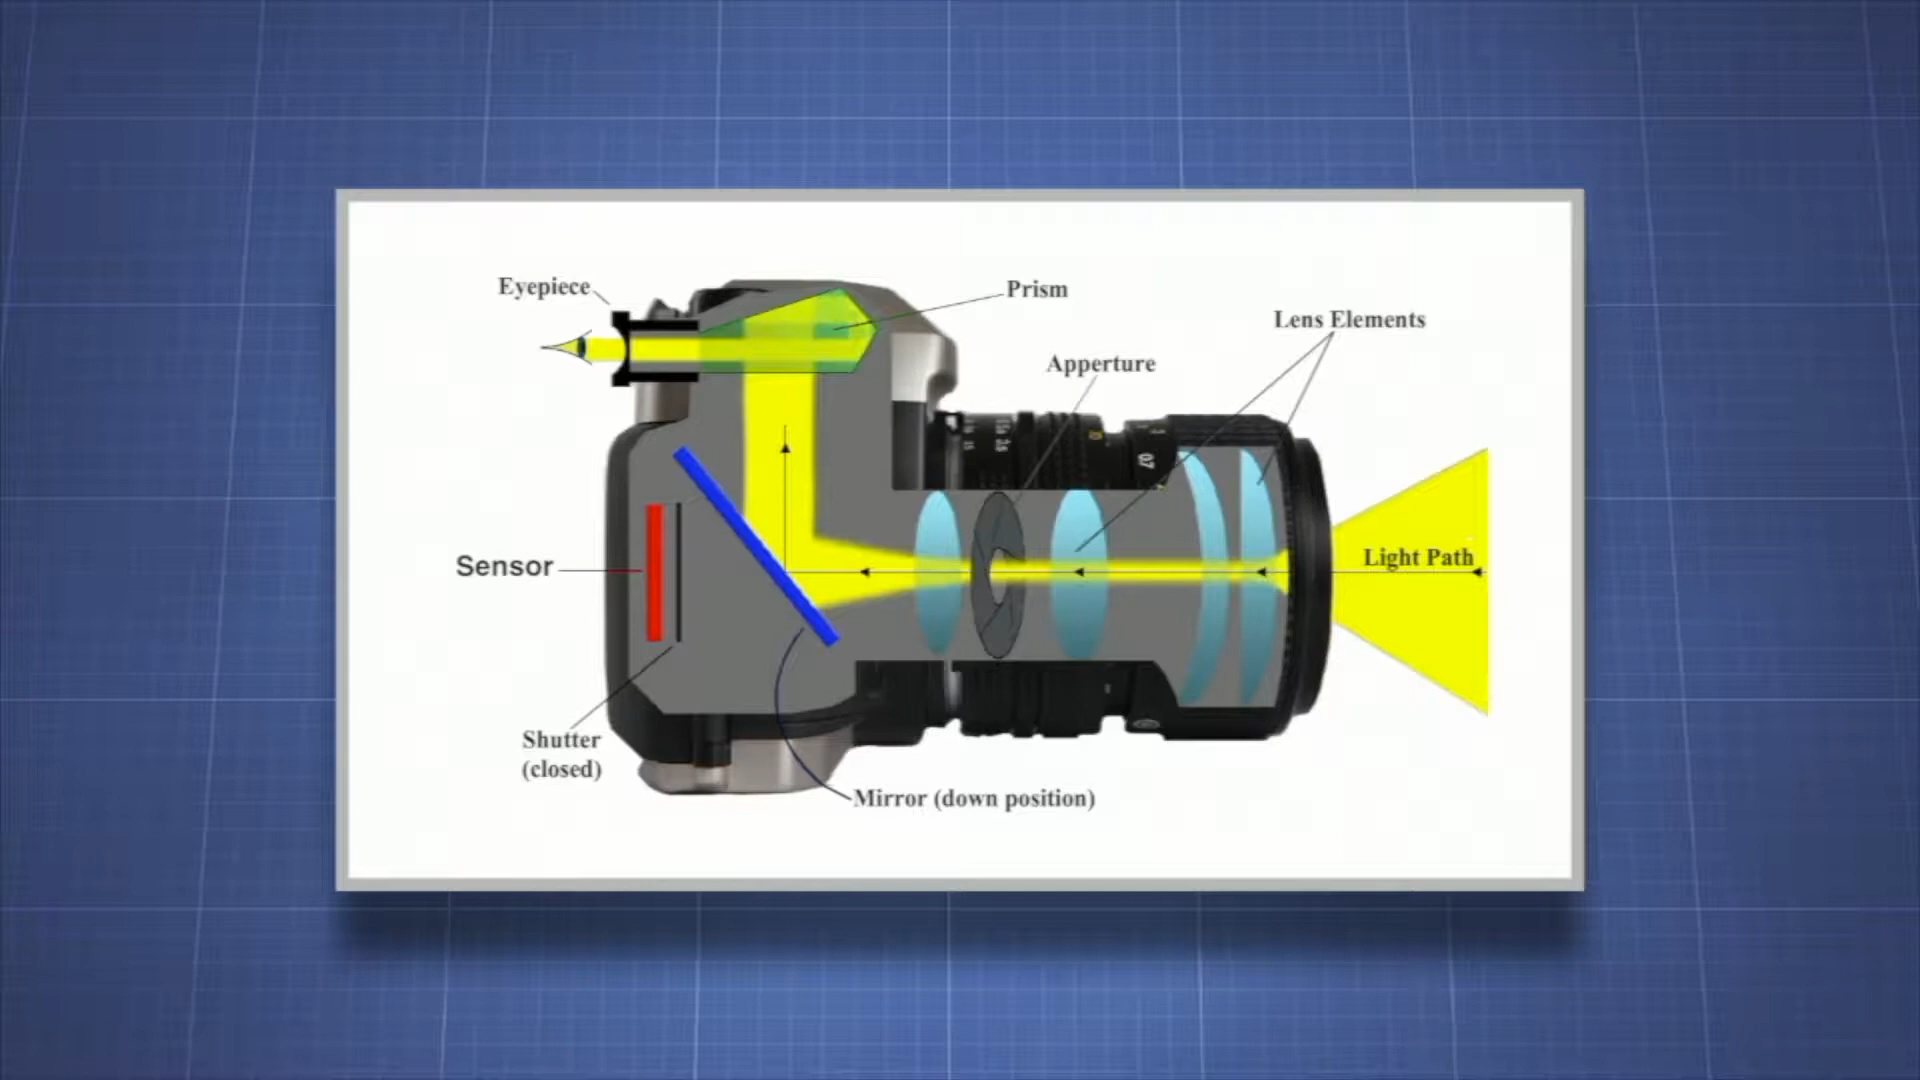 Eyepiece
Prism
Lens Elements
Apperture
Light Path
Sensor
Shutter
(closed)
Mirror (down position)